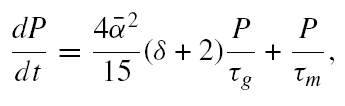 dP/dt = 4ᾱ²/15 (δ + 2) P/τ_g + P/τ_m,